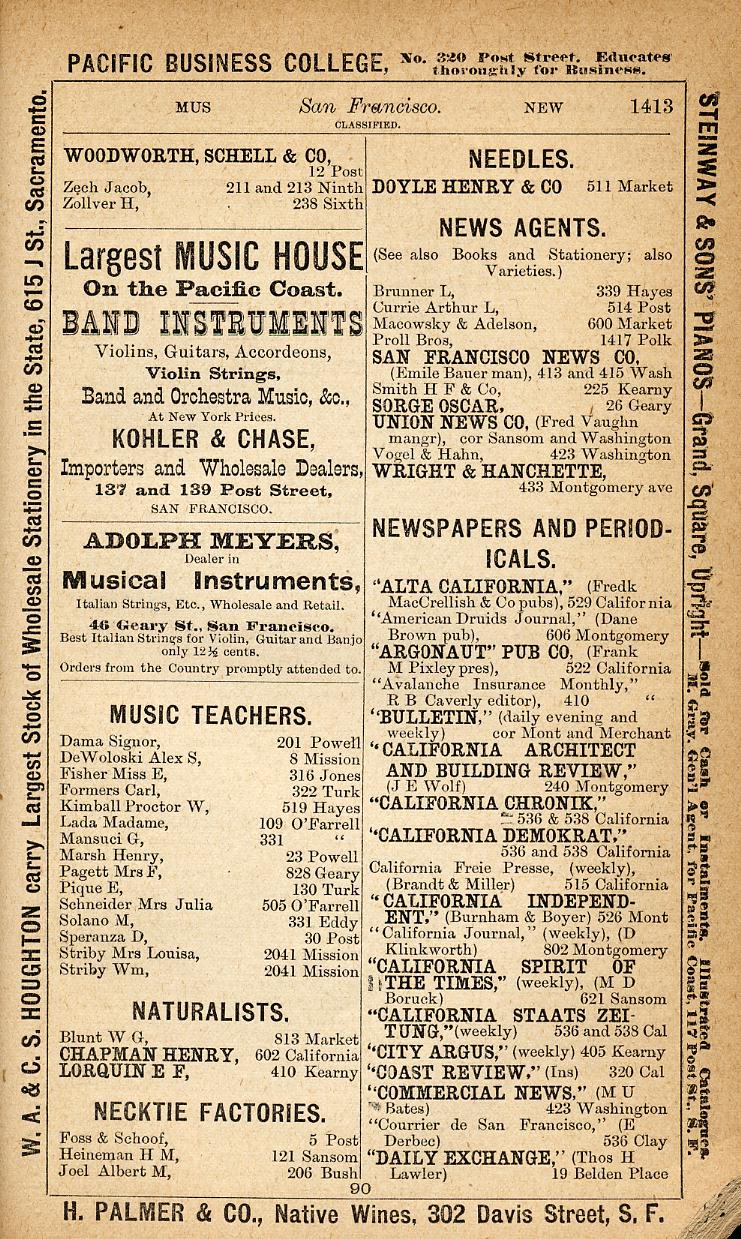 PACIFIC BUSINESS COLLEGE, No. 320 Post Street. Educates
thoroughly for Business.
W. A. & C. S. HOUGHTON carry Largest Stock of Wholesale Stationery in the State, 615 J St., Sacramento.
MUS San Francisco. NEW 1413
CLASSIFIED.
WOODWORTH, SCHELL & CO,
12 Post
Zech Jacob, 211 and 213 Ninth
Zollver H, 238 Sixth
Largest MUSIC HOUSE
On the Pacific Coast.
BAND INSTRUMENTS
Violins, Guitars, Accordeons,
Violin Strings,
Band and Orchestra Music, &c.,
At New York Prices.
KOHLER & CHASE,
Importers and Wholesale Dealers,
137 and 139 Post Street,
SAN FRANCISCO.
ADOLPH MEYERS,
Dealer in
Musical Instruments,
Italian Strings, Etc., Wholesale and Retail.
46 Geary St., San Francisco.
Best Italian Strings for Violin, Guitar and Banjo
only 12½ cents.
Orders from the Country promptly attended to.
MUSIC TEACHERS.
Dama Signor, 201 Powell
DeWoloski Alex S, 8 Mission
Fisher Miss E, 316 Jones
Formers Carl, 322 Turk
Kimball Proctor W, 519 Hayes
Lada Madame, 109 O'Farrell
Mansuci G, 331 "
Marsh Henry, 23 Powell
Pagett Mrs F, 828 Geary
Pique E, 130 Turk
Schneider Mrs Julia 505 O'Farrell
Solano M, 331 Eddy
Speranza D, 30 Post
Striby Mrs Louisa, 2041 Mission
Striby Wm, 2041 Mission
NATURALISTS.
Blunt W G, 813 Market
CHAPMAN HENRY, 602 California
LORQUIN E F, 410 Kearny
NECKTIE FACTORIES.
Foss & Schoof, 5 Post
Heineman H M, 121 Sansom
Joel Albert M, 206 Bush
NEEDLES.
DOYLE HENRY & CO 511 Market
NEWS AGENTS.
(See also Books and Stationery; also
Varieties.)
Brunner L, 339 Hayes
Currie Arthur L, 514 Post
Macowsky & Adelson, 600 Market
Proll Bros, 1417 Polk
SAN FRANCISCO NEWS CO,
(Emile Bauer man), 413 and 415 Wash
Smith H F & Co, 225 Kearny
SORGE OSCAR, 26 Geary
UNION NEWS CO, (Fred Vaughn
mangr), cor Sansom and Washington
Vogel & Hahn, 423 Washington
WRIGHT & HANCHETTE,
433 Montgomery ave
NEWSPAPERS AND PERIOD-
ICALS.
"ALTA CALIFORNIA," (Fredk
MacCrellish & Co pubs), 529 California
"American Druids Journal," (Dane
Brown pub), 606 Montgomery
"ARGONAUT" PUB CO, (Frank
M Pixley pres), 522 California
"Avalanche Insurance Monthly,"
R B Caverly editor), 410 "
"BULLETIN," (daily evening and
weekly) cor Mont and Merchant
"CALIFORNIA ARCHITECT
AND BUILDING REVIEW,"
(J E Wolf) 240 Montgomery
"CALIFORNIA CHRONIK,"
536 & 538 California
"CALIFORNIA DEMOKRAT,"
536 and 538 California
California Freie Presse, (weekly),
(Brandt & Miller) 515 California
"CALIFORNIA INDEPEND-
ENT," (Burnham & Boyer) 526 Mont
"California Journal," (weekly), (D
Klinkworth) 802 Montgomery
"CALIFORNIA SPIRIT OF
THE TIMES," (weekly), (M D
Boruck) 621 Sansom
"CALIFORNIA STAATS ZEI-
TUNG," (weekly) 536 and 538 Cal
"CITY ARGUS," (weekly) 405 Kearny
"COAST REVIEW," (Ins) 320 Cal
"COMMERCIAL NEWS," (M U
Bates) 423 Washington
"Courrier de San Francisco," (E
Derbec) 536 Clay
"DAILY EXCHANGE," (Thos H
Lawler) 19 Belden Place
90
STEINWAY & SONS' PIANOS—Grand, Square, Upright—Sold for Cash or Instalments. Illustrated Catalogues.
M. Gray, Gen'l Agent, for Pacific Coast, 117 Post St., S. F.
H. PALMER & CO., Native Wines, 302 Davis Street, S. F.